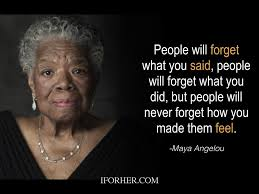 People will forget
what you said, people
will forget what you
did, but people will
never forget how you
made them feel.
-Maya Angelou
IFORHER.COM